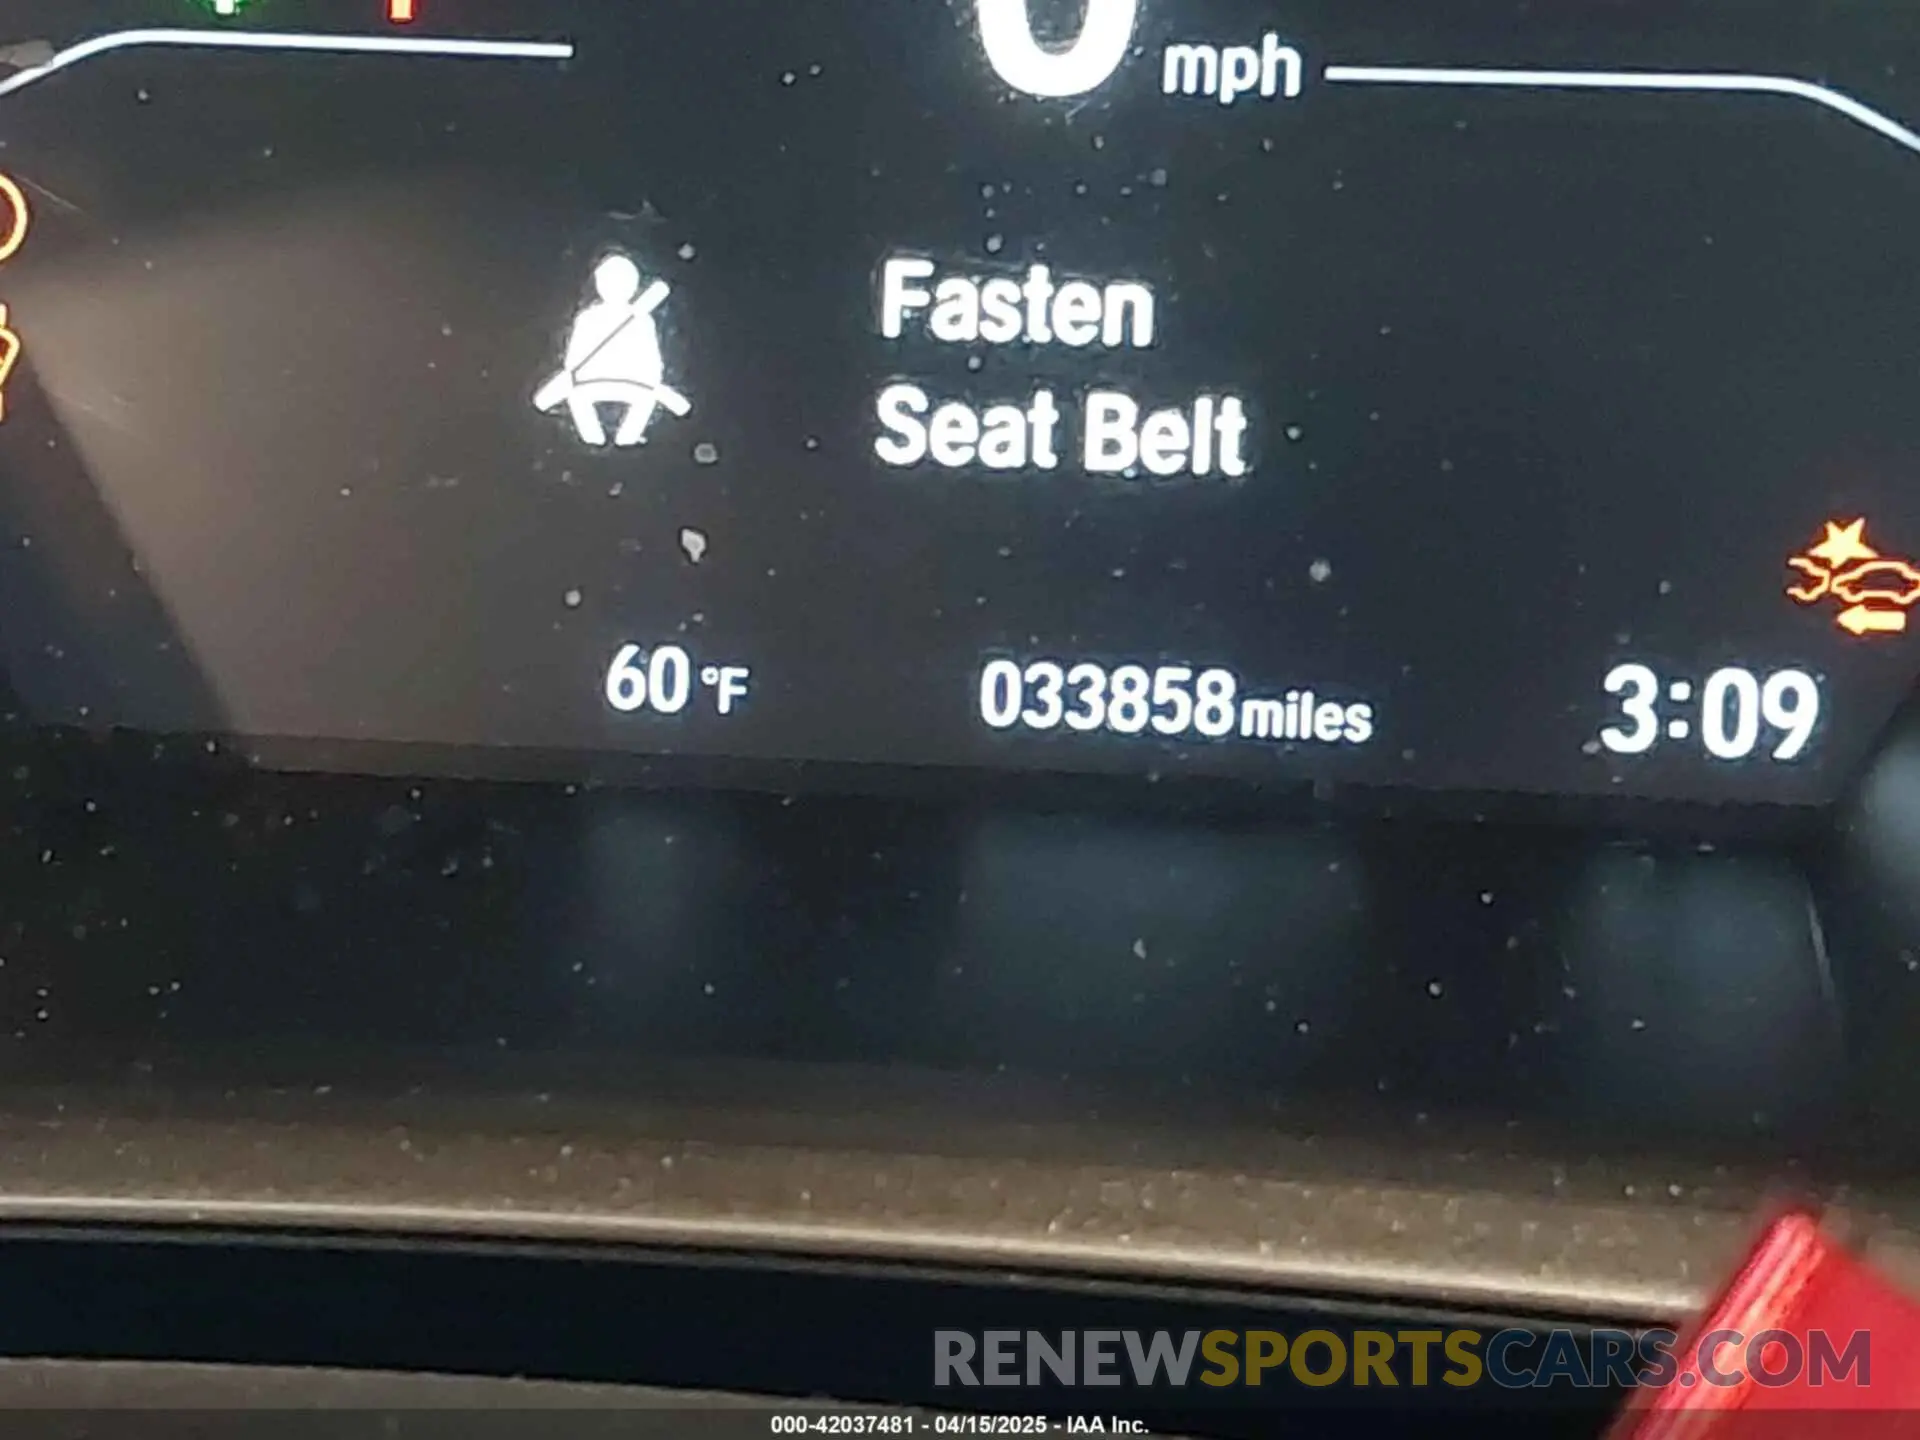 0 mph
Fasten
Seat Belt
60 °F 033858 miles 3:09
RENEWSPORTSCARS.COM
000-42037481 - 04/15/2025 - IAA Inc.